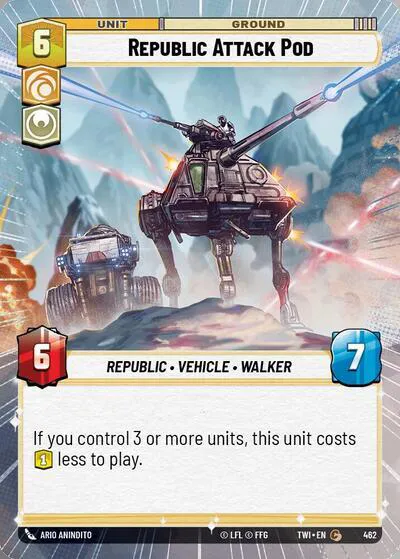 UNIT
GROUND
6
REPUBLIC ATTACK POD
6
REPUBLIC • VEHICLE • WALKER
7
If you control 3 or more units, this unit costs
1 less to play.
ARIO ANINDITO
© LFL © FFG
TWI • EN
C
462